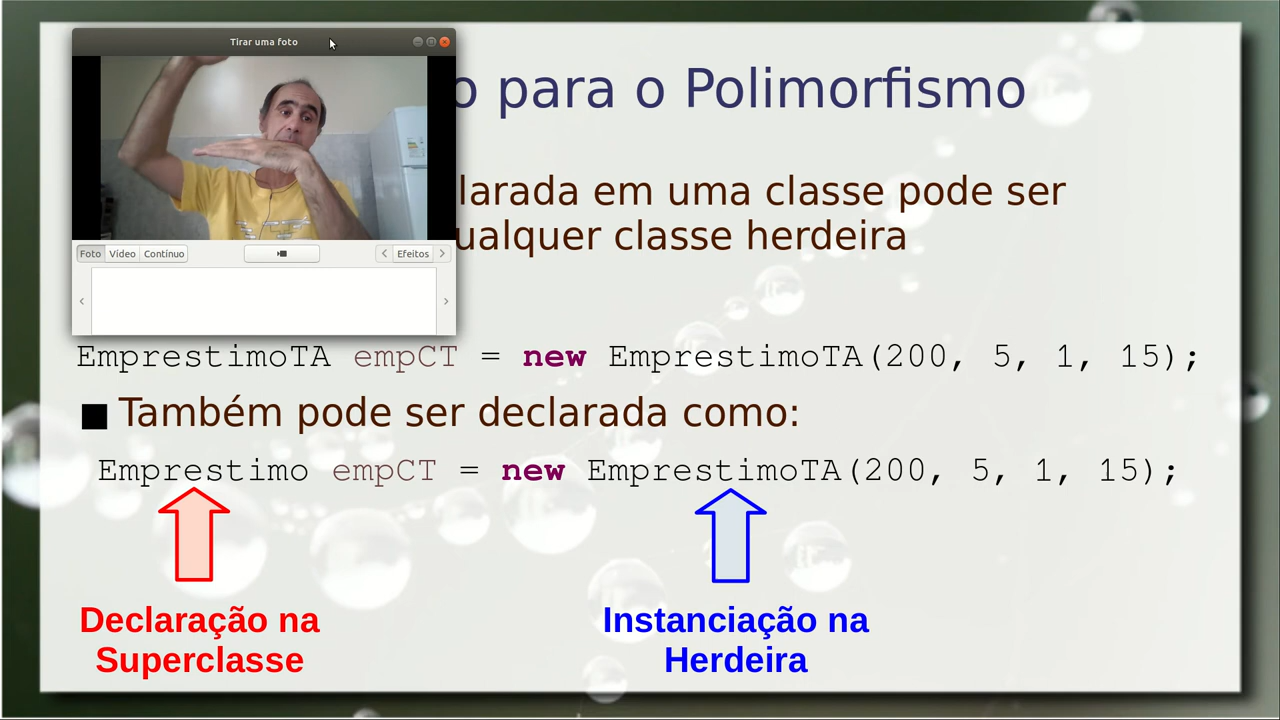 Tirar uma foto
para o Polimorfismo
em uma classe pode ser
classe herdeira
Foto Vídeo Contínuo Efeitos
EmprestimoTA empCT = new EmprestimoTA(200, 5, 1, 15);
Também pode ser declarada como:
Emprestimo empCT = new EmprestimoTA(200, 5, 1, 15);
Declaração na
Superclasse
Instanciação na
Herdeira